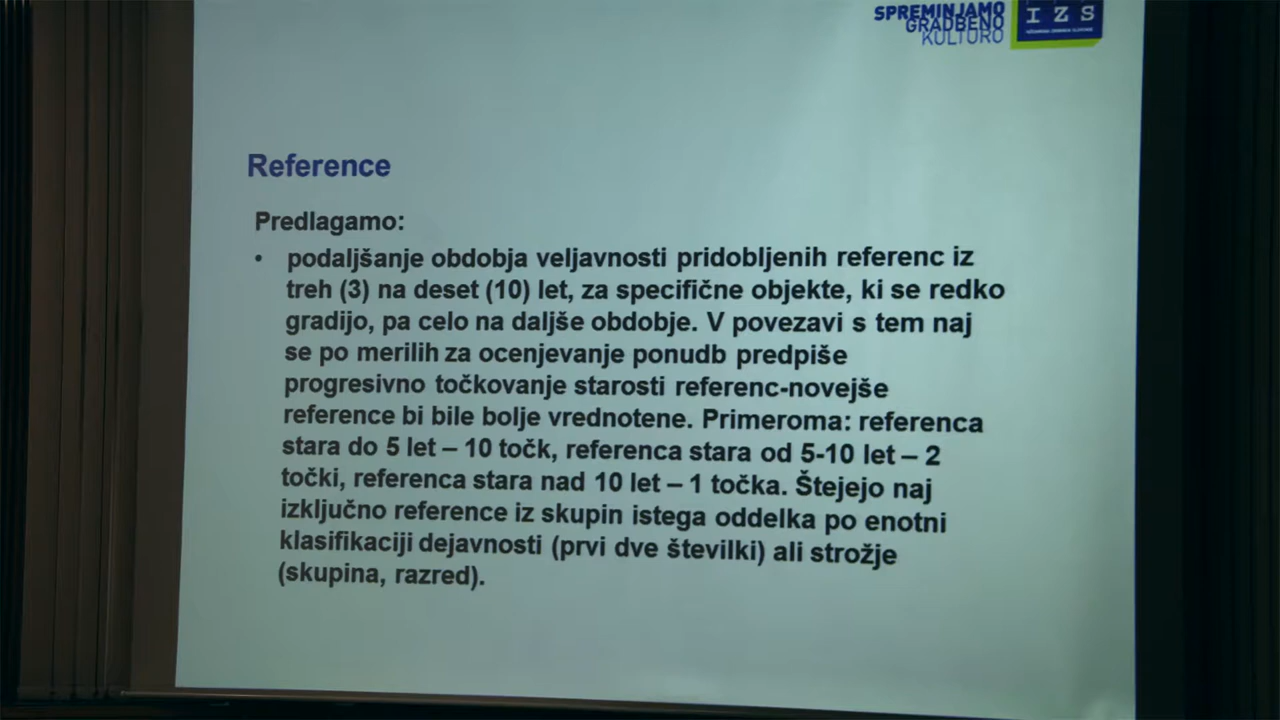 SPREMINJAMO
GRADBENO
KULTURO
IZS
INŽENIRSKA ZBORNICA SLOVENIJE
Reference
Predlagamo:
• podaljšanje obdobja veljavnosti pridobljenih referenc iz
treh (3) na deset (10) let, za specifične objekte, ki se redko
gradijo, pa celo na daljše obdobje. V povezavi s tem naj
se po merilih za ocenjevanje ponudb predpiše
progresivno točkovanje starosti referenc-novejše
reference bi bile bolje vrednotene. Primeroma: referenca
stara do 5 let – 10 točk, referenca stara od 5-10 let – 2
točki, referenca stara nad 10 let – 1 točka. Štejejo naj
izključno reference iz skupin istega oddelka po enotni
klasifikaciji dejavnosti (prvi dve številki) ali strožje
(skupina, razred).